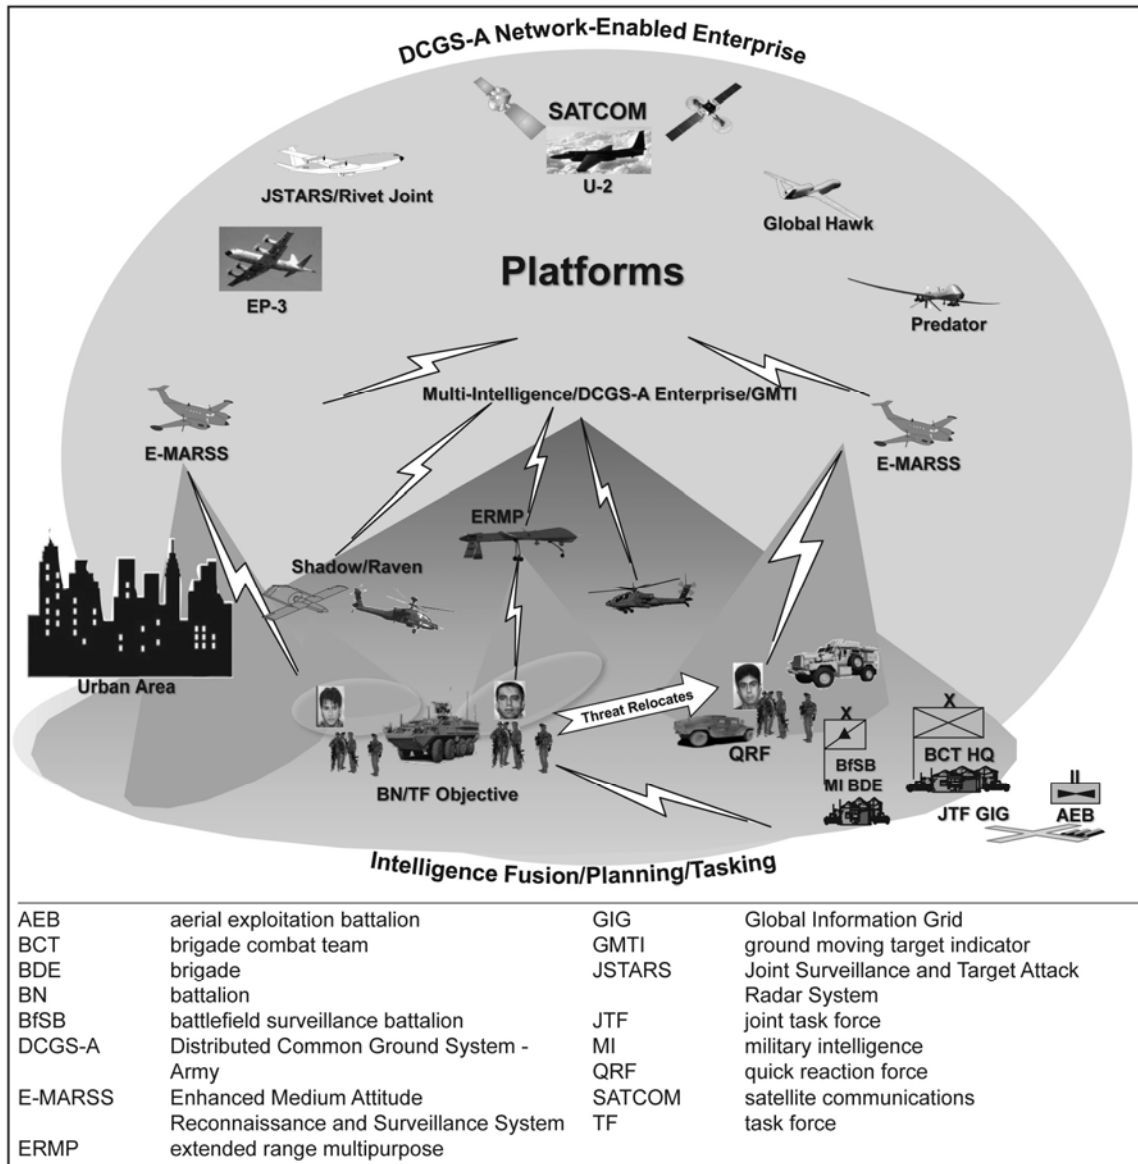 DCGS-A Network-Enabled Enterprise
SATCOM
U-2
JSTARS/Rivet Joint
Global Hawk
EP-3
Platforms
Predator
Multi-Intelligence/DCGS-A Enterprise/GMTI
E-MARSS
E-MARSS
ERMP
Shadow/Raven
Urban Area
Threat Relocates
QRF
BN/TF Objective
X
BfSB
MI BDE
X
BCT HQ
JTF GIG
II
AEB
Intelligence Fusion/Planning/Tasking
AEB aerial exploitation battalion
BCT brigade combat team
BDE brigade
BN battalion
BfSB battlefield surveillance battalion
DCGS-A Distributed Common Ground System -
Army
E-MARSS Enhanced Medium Attitude
Reconnaissance and Surveillance System
ERMP extended range multipurpose
GIG Global Information Grid
GMTI ground moving target indicator
JSTARS Joint Surveillance and Target Attack
Radar System
JTF joint task force
MI military intelligence
QRF quick reaction force
SATCOM satellite communications
TF task force